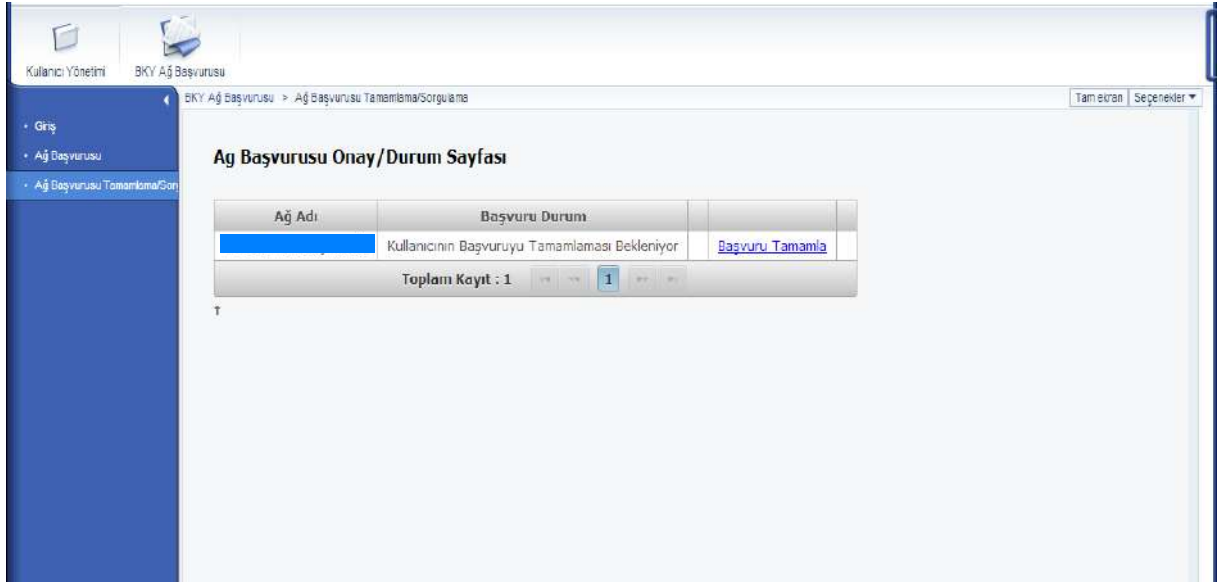 Kullanıcı Yönetimi BKY Ağ Başvurusu
BKY Ağ Başvurusu > Ağ Başvurusu Tamamlama/Sorgulama Tam ekran Seçenekler
Giriş
Ağ Başvurusu
Ağ Başvurusu Tamamlama/Sor
Ag Başvurusu Onay/Durum Sayfası
Ağ Adı Başvuru Durum
Kullanıcının Başvuruyu Tamamlaması Bekleniyor Başvuru Tamamla
Toplam Kayıt : 1 1